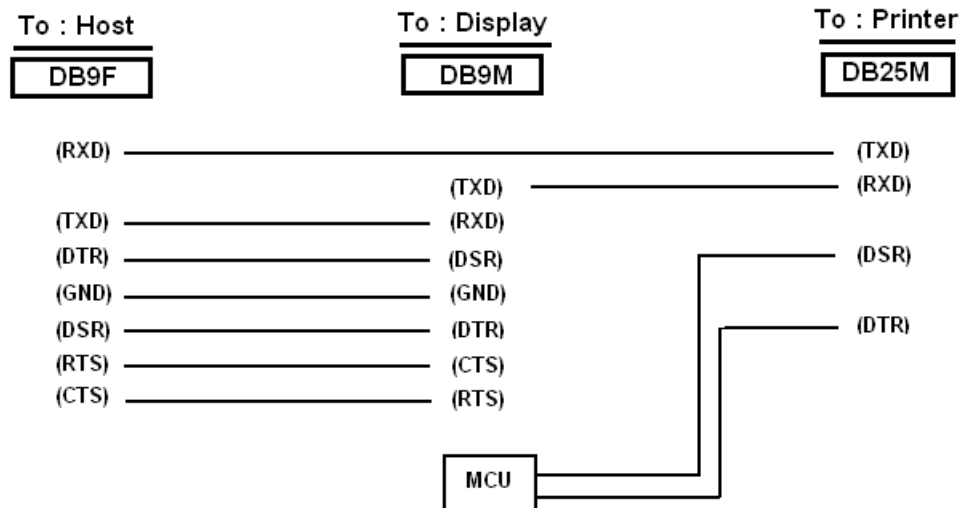 To : Host To : Display To : Printer
DB9F DB9M DB25M
(RXD) (TXD)
(TXD) (RXD)
(TXD) (RXD)
(DTR) (DSR) (DSR)
(GND) (GND)
(DSR) (DTR) (DTR)
(RTS) (CTS)
(CTS) (RTS)
MCU